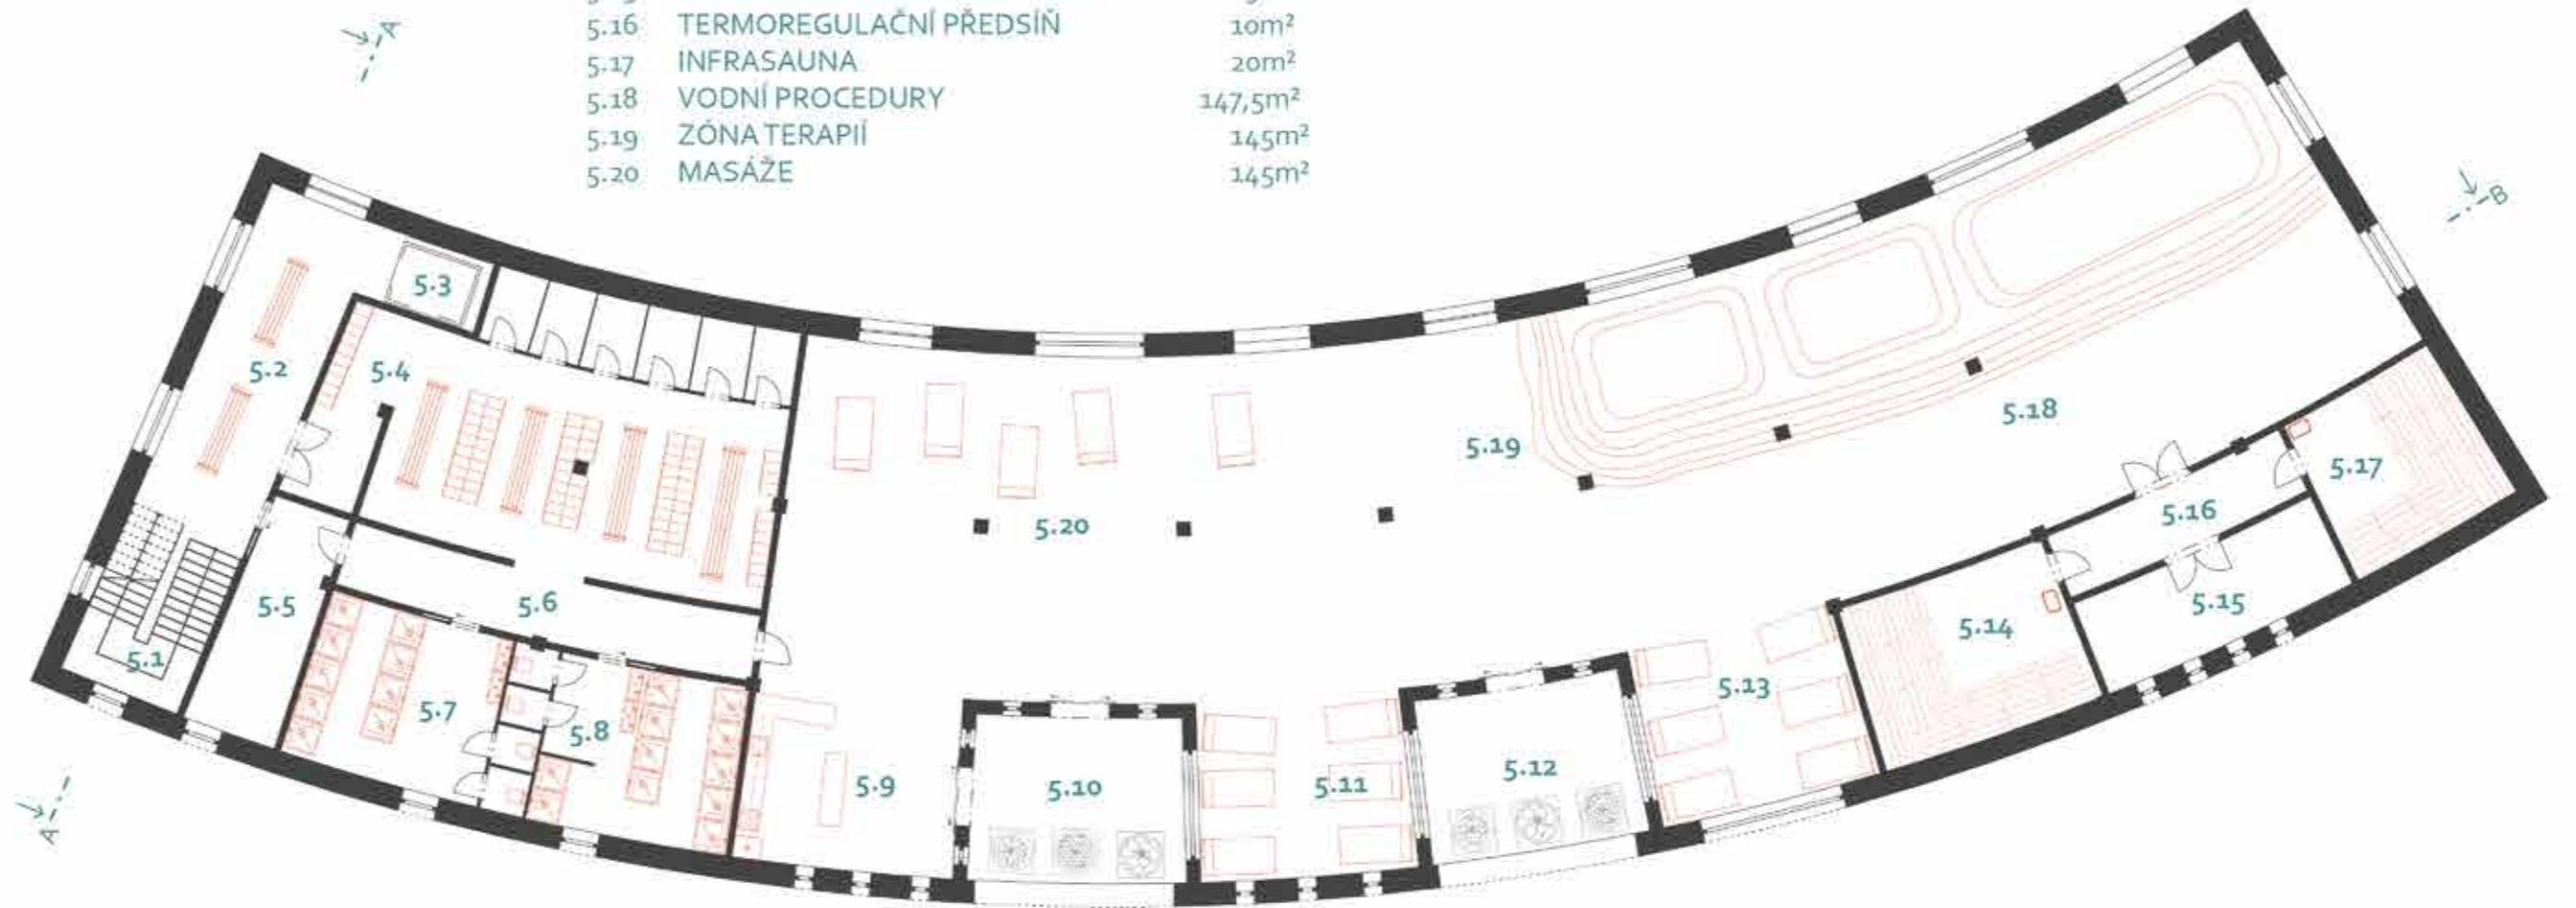 5.16 TERMOREGULAČNÍ PŘEDSÍŇ 10m²
5.17 INFRASAUNA 20m²
5.18 VODNÍ PROCEDURY 147,5m²
5.19 ZÓNA TERAPIÍ 145m²
5.20 MASÁŽE 145m²
A
B
5.3
5.2
5.4
5.18
5.19
5.17
5.16
5.20
5.5
5.6
5.15
5.14
5.1
5.13
5.7
5.8
5.12
5.9
5.10
5.11
A